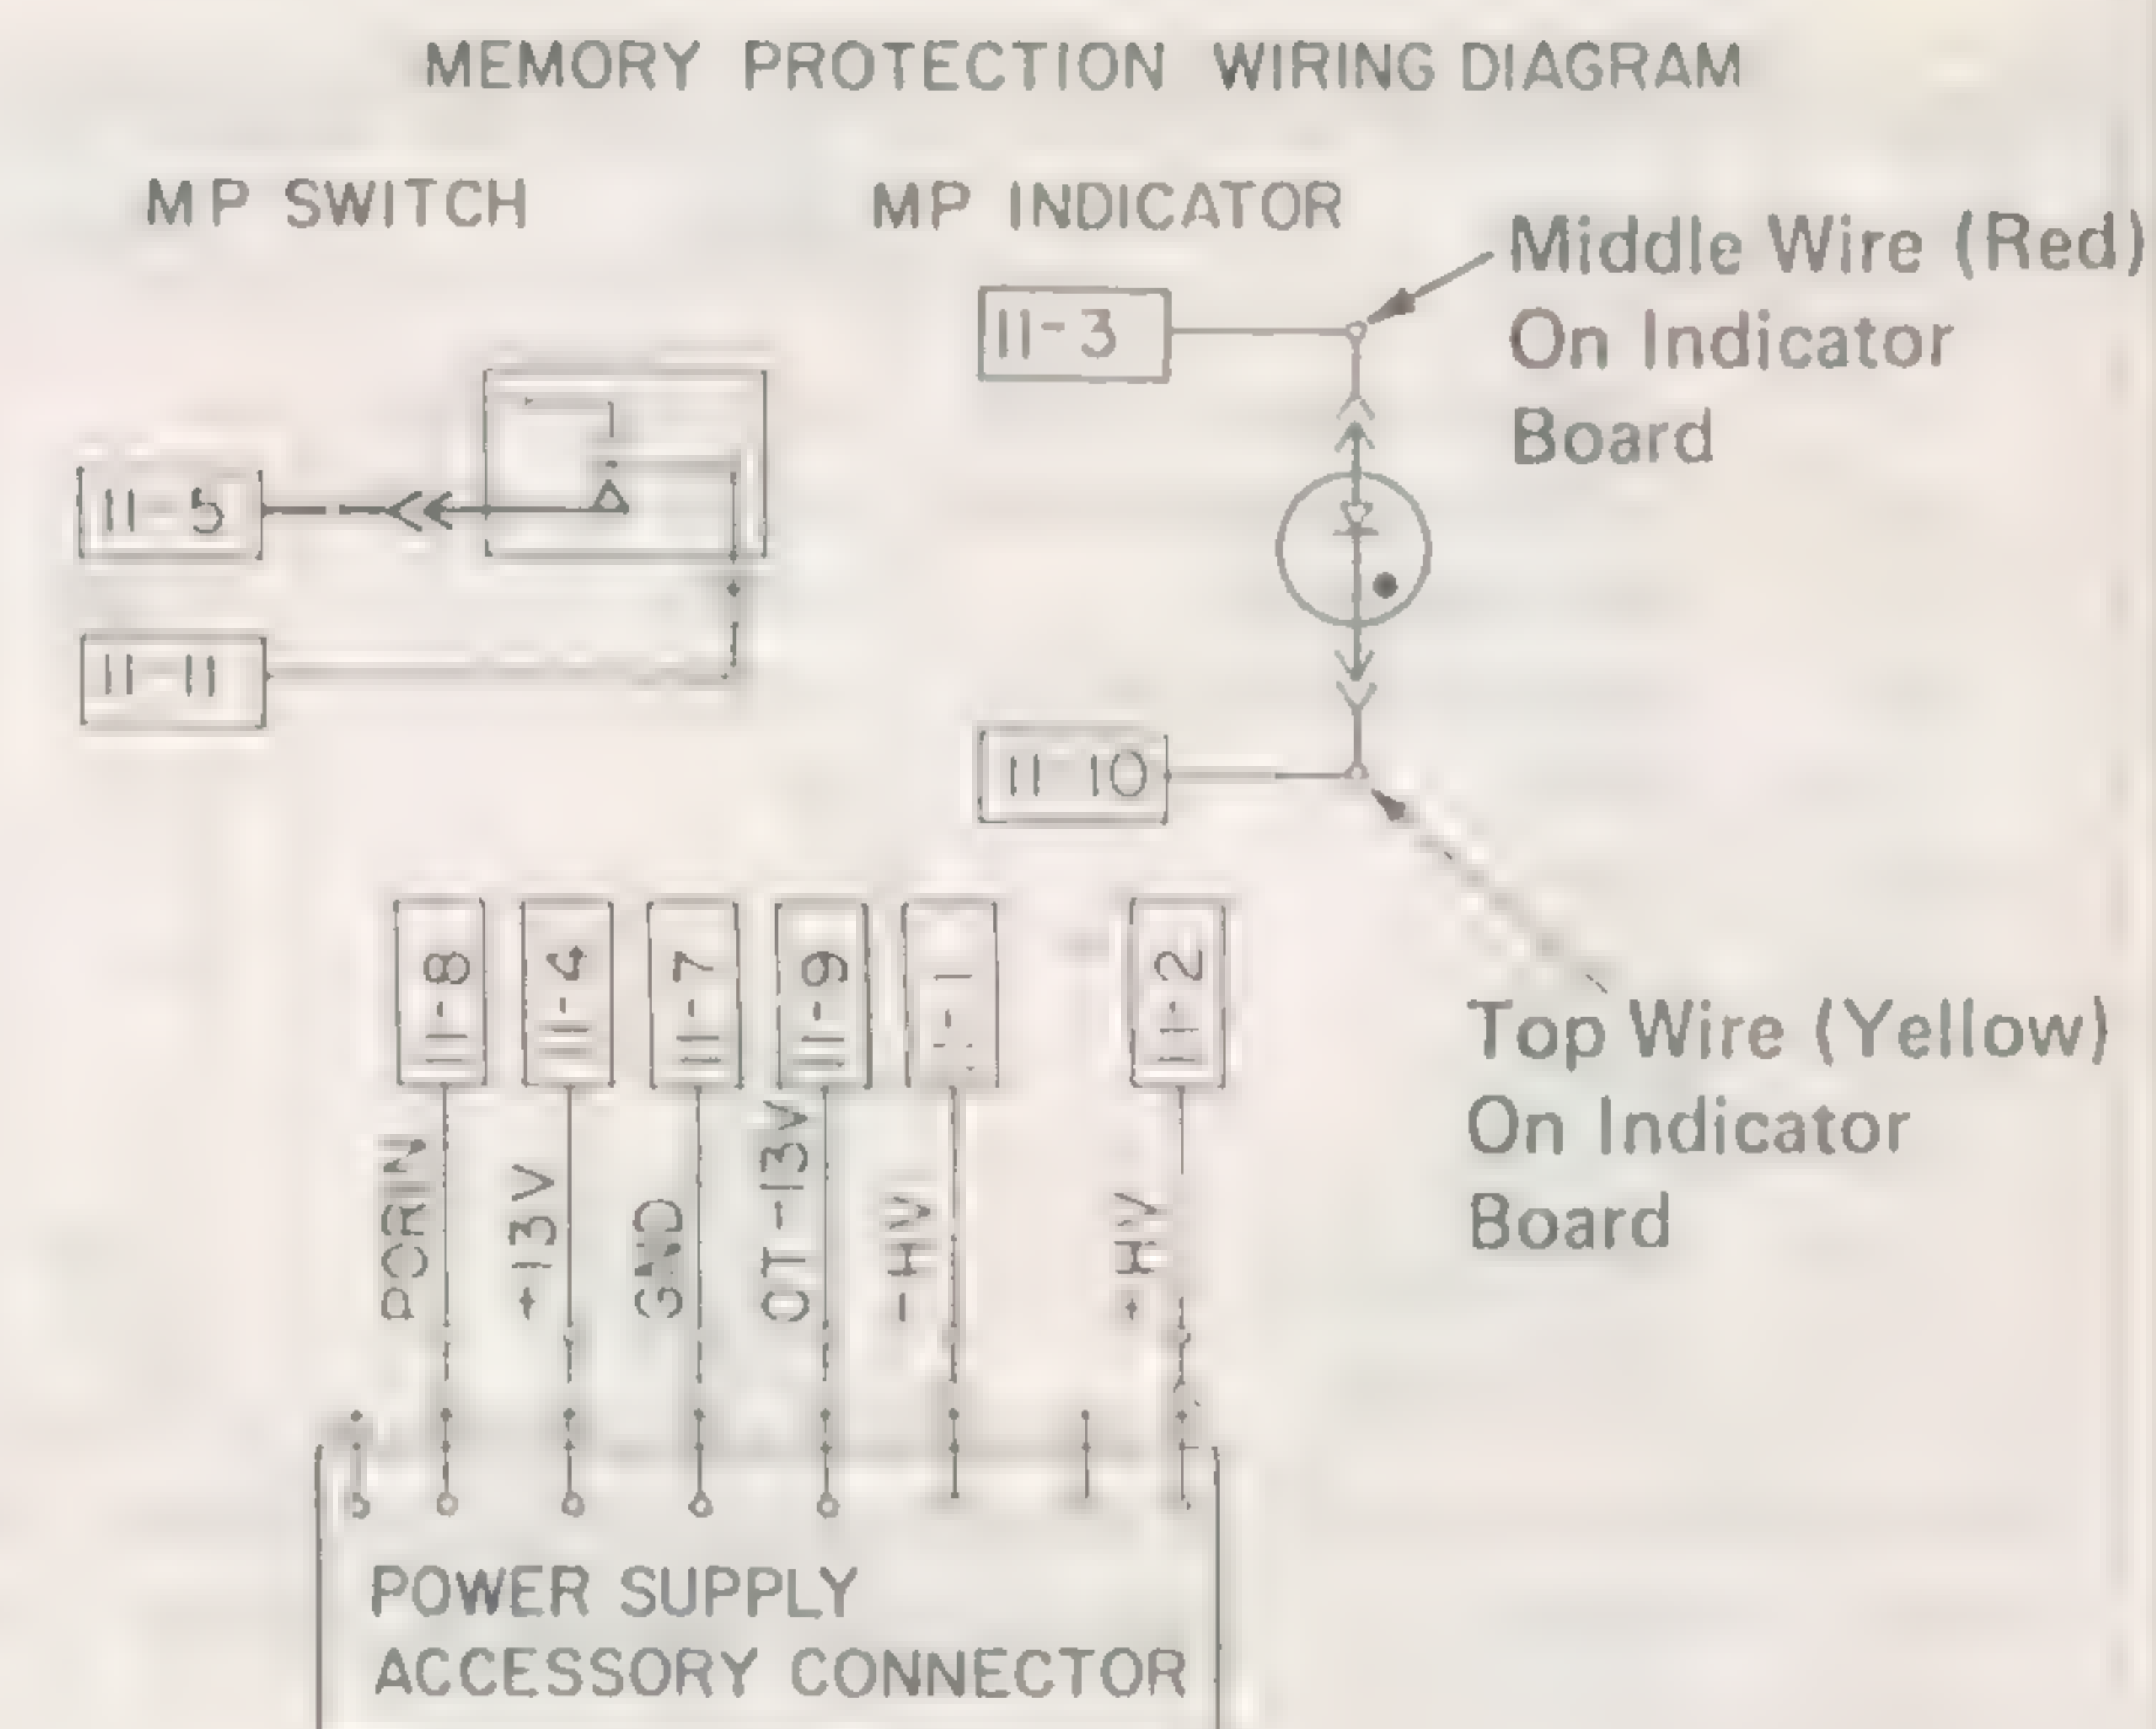 MEMORY PROTECTION WIRING DIAGRAM
MP SWITCH
MP INDICATOR
Middle Wire (Red)
On Indicator
Board
11-3
11-5
11-11
11-10
Top Wire (Yellow)
On Indicator
Board
11-8
11-4
11-7
11-9
11-2
PORIN
+13V
GND
OT-13V
-HV
+HV
POWER SUPPLY
ACCESSORY CONNECTOR